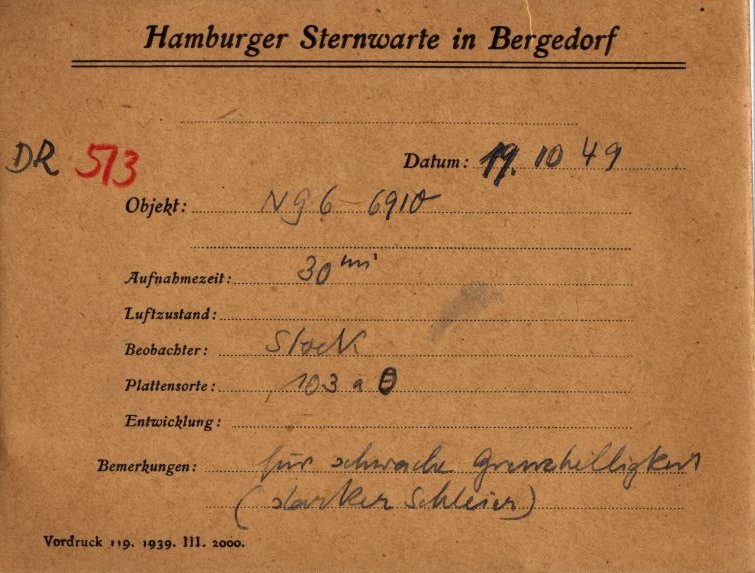 Hamburger Sternwarte in Bergedorf
DR 513
Datum: 19. 10 49
Objekt: NGC 6910
Aufnahmezeit: 30 m
Luftzustand:
Beobachter: Stock
Plattensorte: 103 a O
Entwicklung:
Bemerkungen: für schwache Grenzhelligkeit
(starker Schleier)
Vordruck 119. 1939. III. 2000.